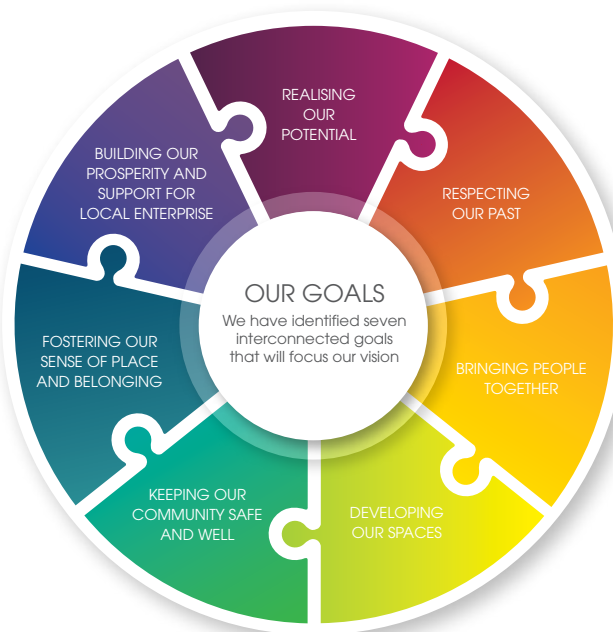 REALISING
OUR
POTENTIAL
RESPECTING
OUR PAST
BRINGING PEOPLE
TOGETHER
DEVELOPING
OUR SPACES
KEEPING OUR
COMMUNITY SAFE
AND WELL
FOSTERING OUR
SENSE OF PLACE
AND BELONGING
BUILDING OUR
PROSPERITY AND
SUPPORT FOR
LOCAL ENTERPRISE
OUR GOALS
We have identified seven
interconnected goals
that will focus our vision